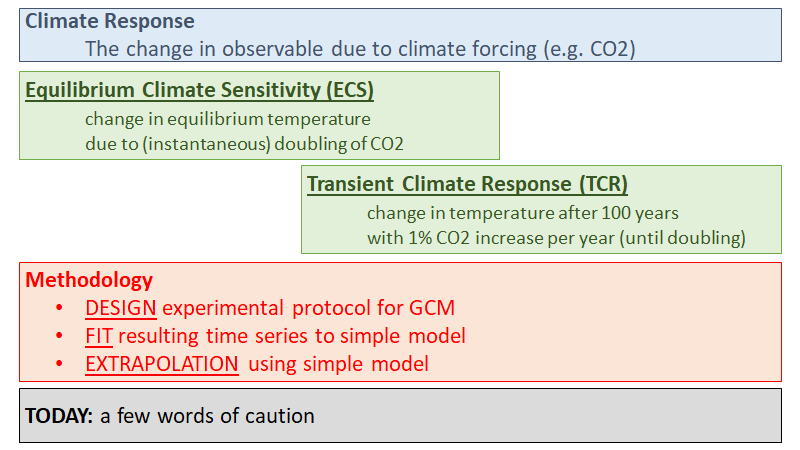 Climate Response
The change in observable due to climate forcing (e.g. CO2)
Equilibrium Climate Sensitivity (ECS)
change in equilibrium temperature
due to (instantaneous) doubling of CO2
Transient Climate Response (TCR)
change in temperature after 100 years
with 1% CO2 increase per year (until doubling)
Methodology
• DESIGN experimental protocol for GCM
• FIT resulting time series to simple model
• EXTRAPOLATION using simple model
TODAY: a few words of caution